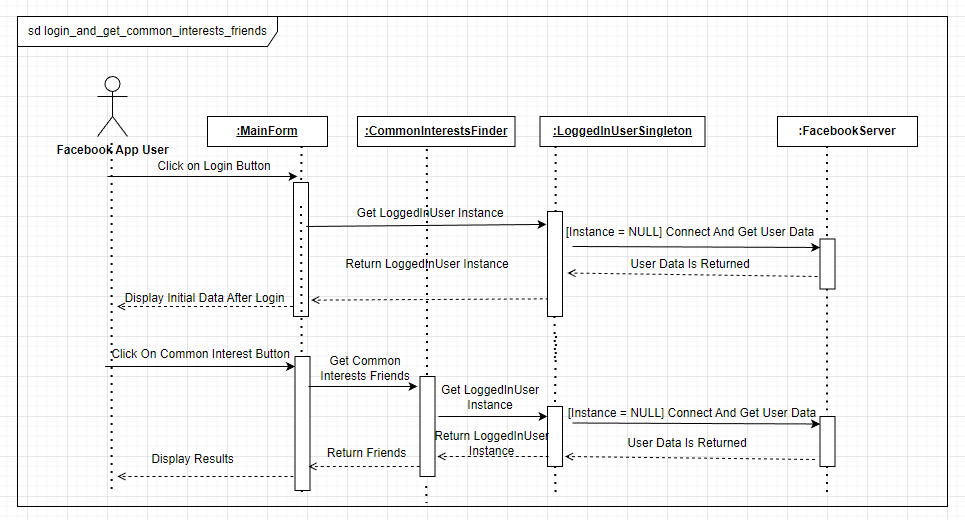 sd login_and_get_common_interests_friends
:MainForm
:CommonInterestsFinder
:LoggedInUserSingleton
:FacebookServer
Facebook App User
Click on Login Button
Get LoggedInUser Instance
[Instance = NULL] Connect And Get User Data
Return LoggedInUser Instance
User Data Is Returned
Display Initial Data After Login
Click On Common Interest Button
Get Common
Interests Friends
Get LoggedInUser
Instance
[Instance = NULL] Connect And Get User Data
Return LoggedInUser
Instance
User Data Is Returned
Return Friends
Display Results